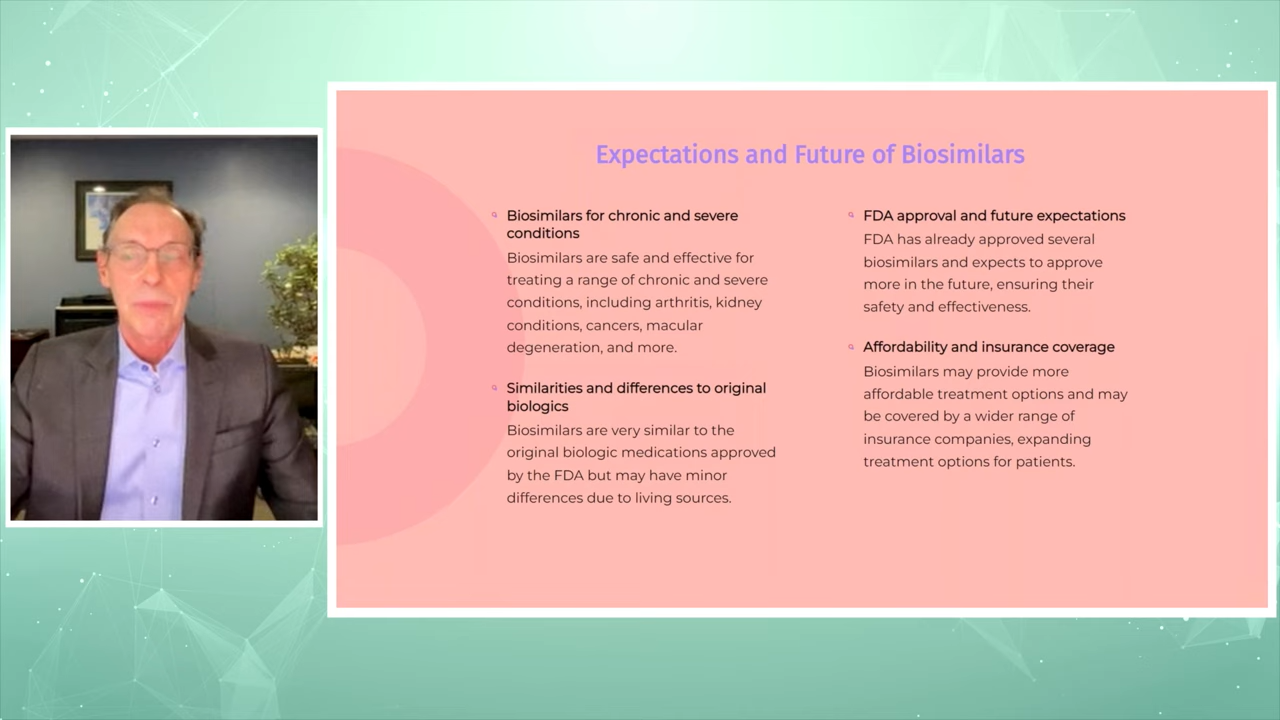 Expectations and Future of Biosimilars
Biosimilars for chronic and severe
conditions
Biosimilars are safe and effective for
treating a range of chronic and severe
conditions, including arthritis, kidney
conditions, cancers, macular
degeneration, and more.
Similarities and differences to original
biologics
Biosimilars are very similar to the
original biologic medications approved
by the FDA but may have minor
differences due to living sources.
FDA approval and future expectations
FDA has already approved several
biosimilars and expects to approve
more in the future, ensuring their
safety and effectiveness.
Affordability and insurance coverage
Biosimilars may provide more
affordable treatment options and may
be covered by a wider range of
insurance companies, expanding
treatment options for patients.